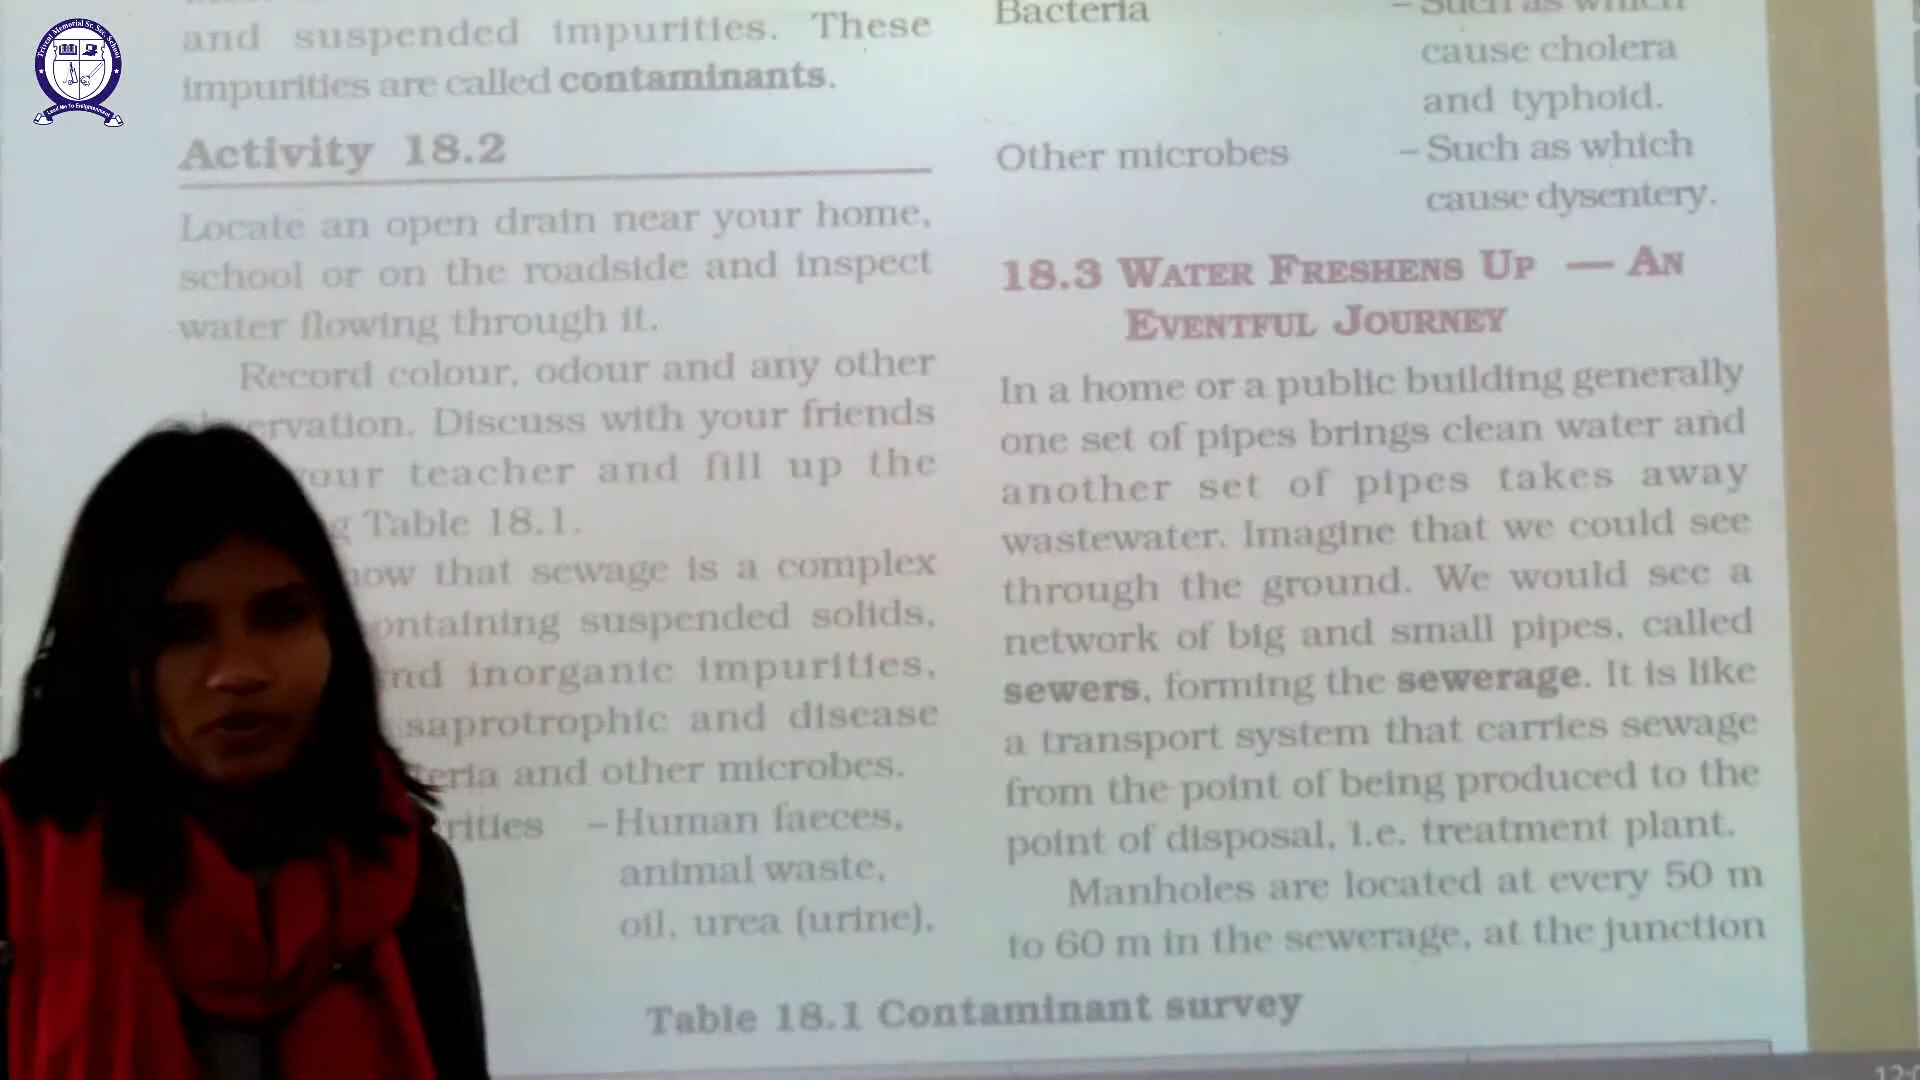 and suspended impurities. These
impurities are called contaminants.
Activity 18.2
Locate an open drain near your home,
school or on the roadside and inspect
water flowing through it.
Record colour, odour and any other
Discuss with your friends
teacher and fill up the
Table 18.1.
that sewage is a complex
suspended solids,
inorganic impurities,
saprotrophic and disease
and other microbes.
– Human faeces,
animal waste,
oil, urea (urine),
Bacteria – Such as which
cause cholera
and typhoid.
Other microbes – Such as which
cause dysentery.
18.3 WATER FRESHENS UP — AN
EVENTFUL JOURNEY
In a home or a public building generally
one set of pipes brings clean water and
another set of pipes takes away
wastewater. Imagine that we could see
through the ground. We would see a
network of big and small pipes, called
sewers, forming the sewerage. It is like
a transport system that carries sewage
from the point of being produced to the
point of disposal, i.e. treatment plant.
Manholes are located at every 50 m
to 60 m in the sewerage, at the junction
Table 18.1 Contaminant survey